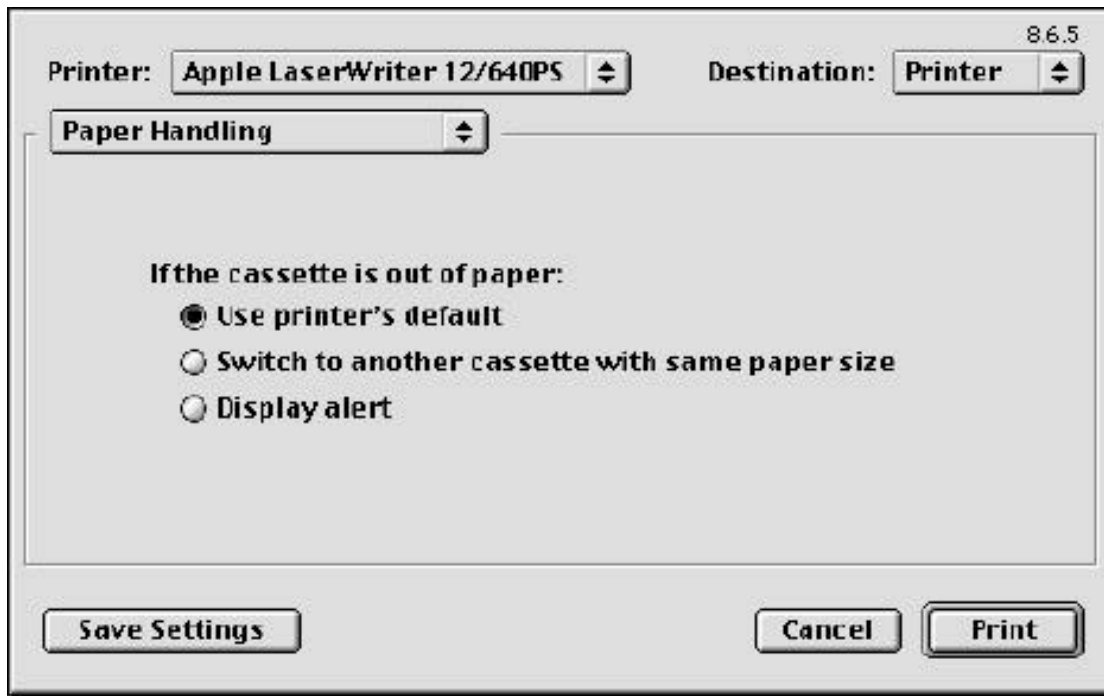 8.6.5
Printer: Apple LaserWriter 12/640PS Destination: Printer
Paper Handling
If the cassette is out of paper:
Use printer's default
Switch to another cassette with same paper size
Display alert
Save Settings Cancel Print